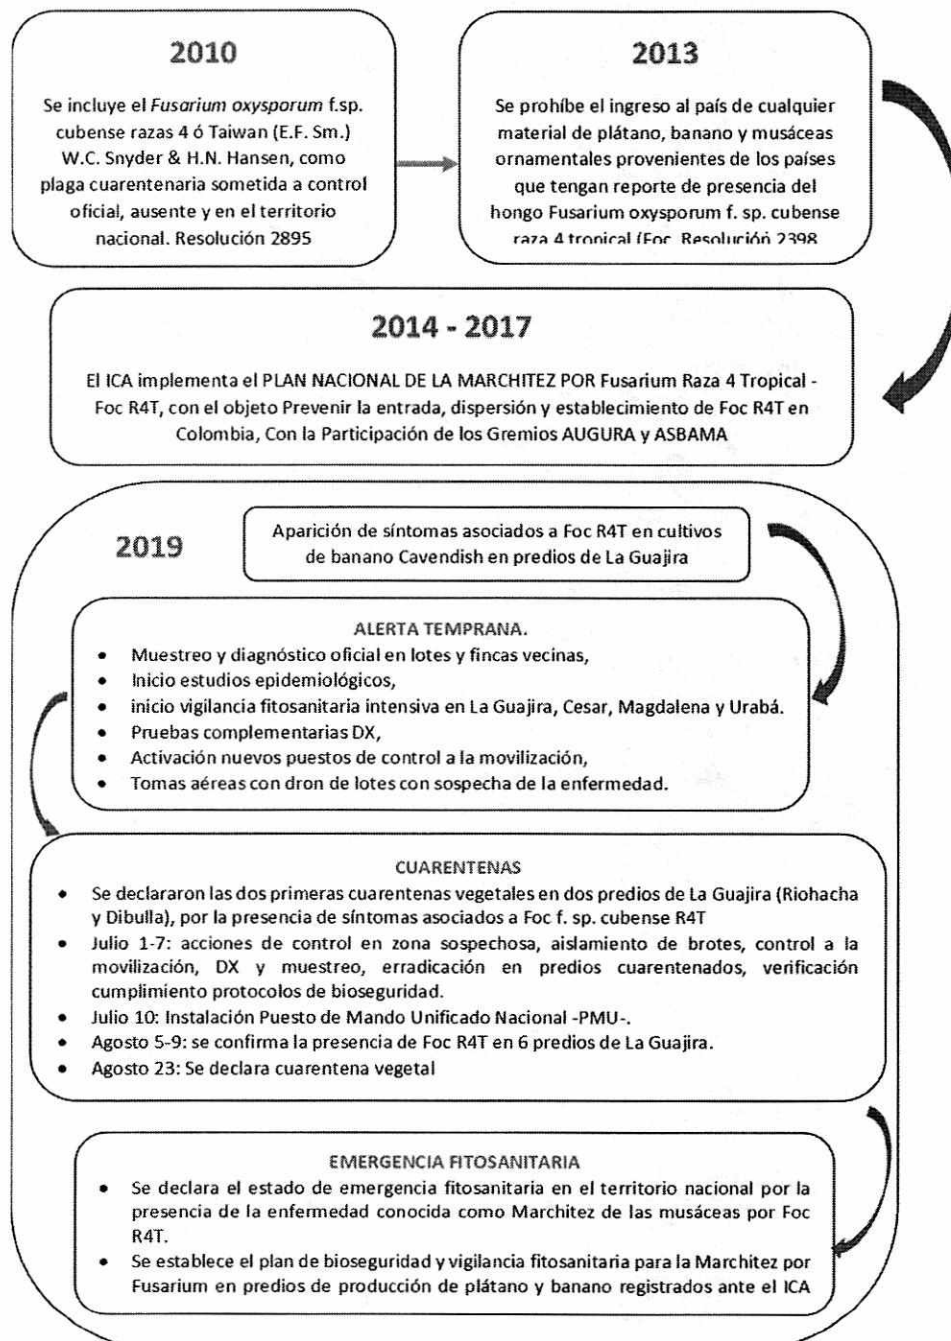 2010
Se incluye el Fusarium oxysporum f.sp.
cubense razas 4 ó Taiwan (E.F. Sm.)
W.C. Snyder & H.N. Hansen, como
plaga cuarentenaria sometida a control
oficial, ausente y en el territorio
nacional. Resolución 2895
2013
Se prohíbe el ingreso al país de cualquier
material de plátano, banano y musáceas
ornamentales provenientes de los países
que tengan reporte de presencia del
hongo Fusarium oxysporum f. sp. cubense
raza 4 tropical (Foc. Resolución 2398
2014 - 2017
El ICA implementa el PLAN NACIONAL DE LA MARCHITEZ POR Fusarium Raza 4 Tropical -
Foc R4T, con el objeto Prevenir la entrada, dispersión y establecimiento de Foc R4T en
Colombia, Con la Participación de los Gremios AUGURA y ASBAMA
2019
Aparición de síntomas asociados a Foc R4T en cultivos
de banano Cavendish en predios de La Guajira
ALERTA TEMPRANA.
• Muestreo y diagnóstico oficial en lotes y fincas vecinas,
• Inicio estudios epidemiológicos,
• inicio vigilancia fitosanitaria intensiva en La Guajira, Cesar, Magdalena y Urabá.
• Pruebas complementarias DX,
• Activación nuevos puestos de control a la movilización,
• Tomas aéreas con dron de lotes con sospecha de la enfermedad.
CUARENTENAS
• Se declararon las dos primeras cuarentenas vegetales en dos predios de La Guajira (Riohacha
y Dibulla), por la presencia de síntomas asociados a Foc f. sp. cubense R4T
• Julio 1-7: acciones de control en zona sospechosa, aislamiento de brotes, control a la
movilización, DX y muestreo, erradicación en predios cuarentenados, verificación
cumplimiento protocolos de bioseguridad.
• Julio 10: Instalación Puesto de Mando Unificado Nacional -PMU-.
• Agosto 5-9: se confirma la presencia de Foc R4T en 6 predios de La Guajira.
• Agosto 23: Se declara cuarentena vegetal
EMERGENCIA FITOSANITARIA
• Se declara el estado de emergencia fitosanitaria en el territorio nacional por la
presencia de la enfermedad conocida como Marchitez de las musáceas por Foc
R4T.
• Se establece el plan de bioseguridad y vigilancia fitosanitaria para la Marchitez por
Fusarium en predios de producción de plátano y banano registrados ante el ICA